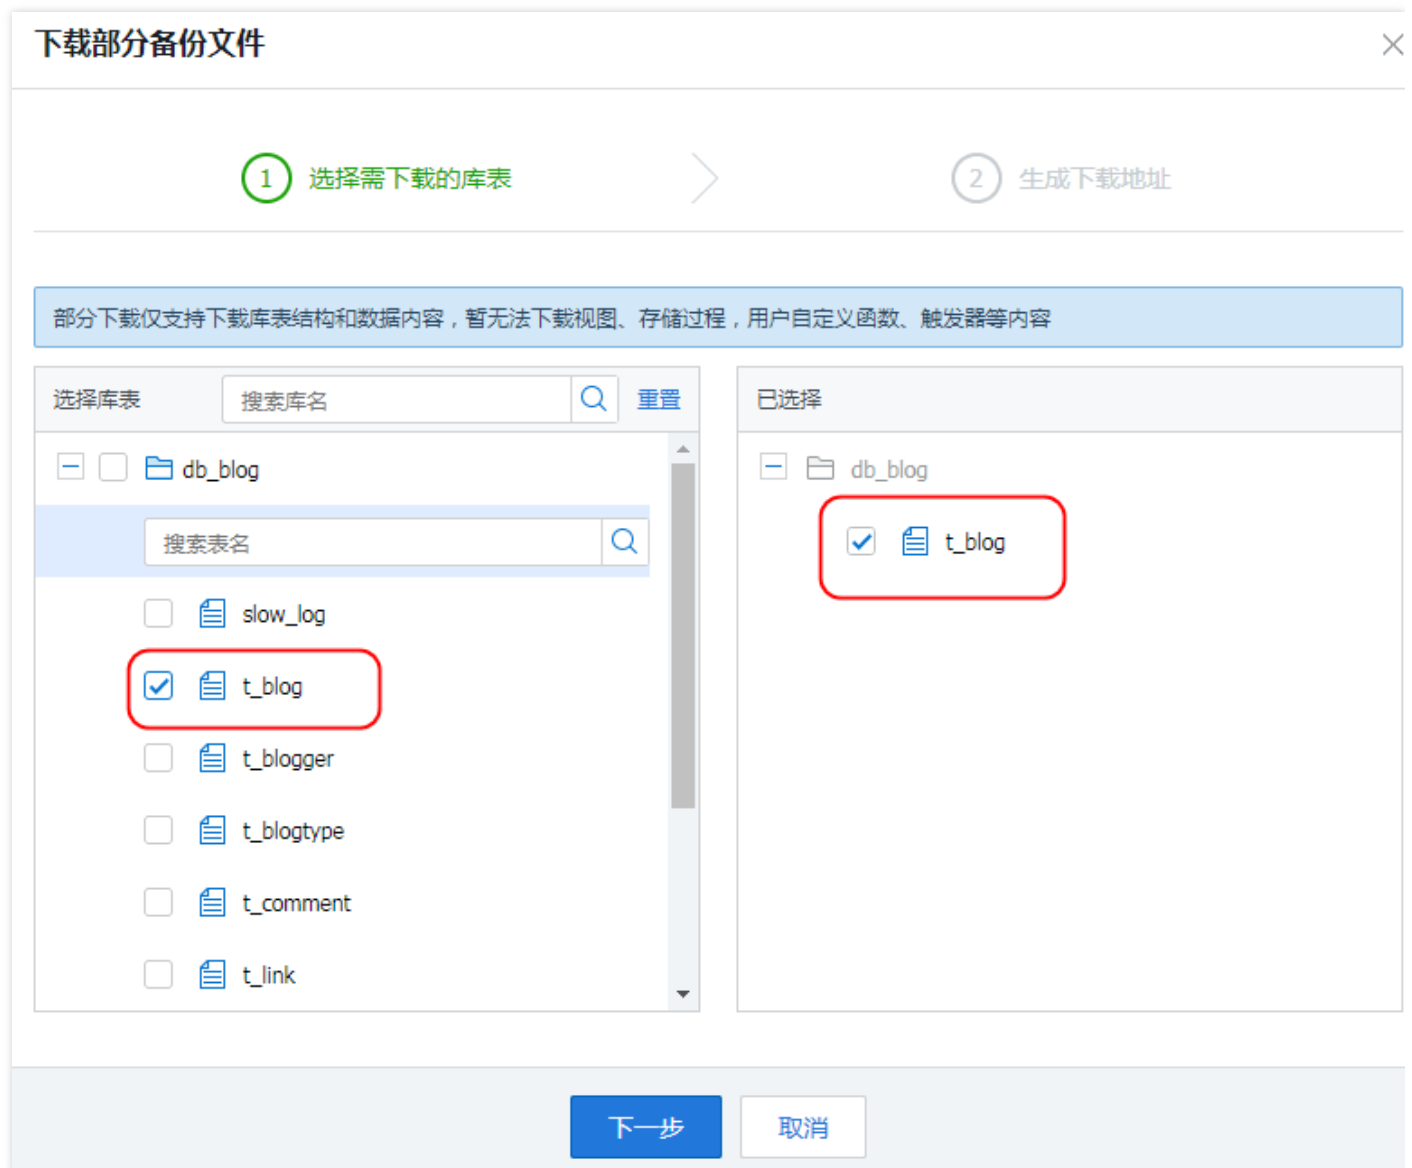 下载部分备份文件
1 选择需下载的库表
2 生成下载地址
部分下载仅支持下载库表结构和数据内容，暂无法下载视图、存储过程，用户自定义函数、触发器等内容
选择库表 搜索库名 重置
已选择
db_blog
db_blog
搜索表名
t_blog
slow_log
t_blog
t_blogger
t_blogtype
t_comment
t_link
下一步 取消